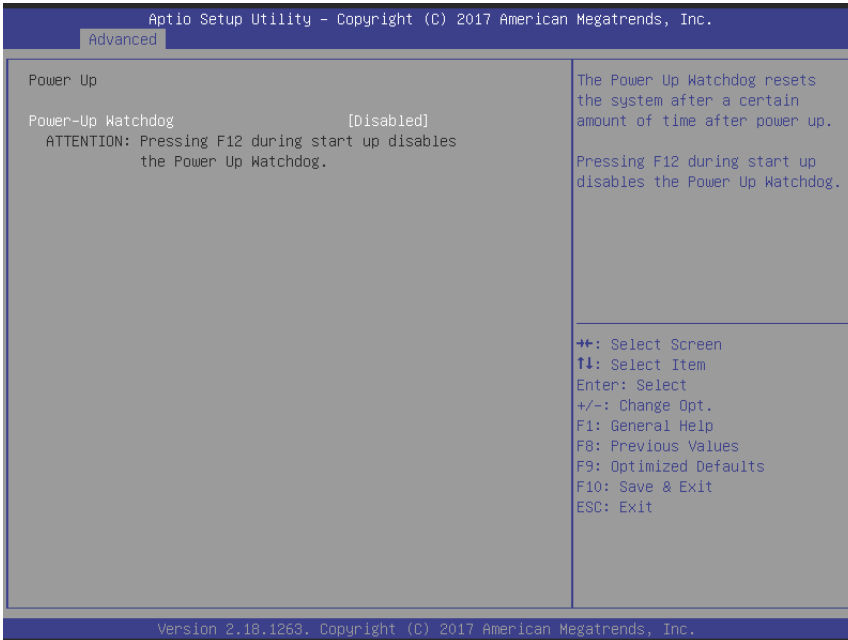 Aptio Setup Utility – Copyright (C) 2017 American Megatrends, Inc.
Advanced
Power Up
Power-Up Watchdog [Disabled]
ATTENTION: Pressing F12 during start up disables
the Power Up Watchdog.
The Power Up Watchdog resets
the system after a certain
amount of time after power up.
Pressing F12 during start up
disables the Power Up Watchdog.
→←: Select Screen
↑↓: Select Item
Enter: Select
+/-: Change Opt.
F1: General Help
F8: Previous Values
F9: Optimized Defaults
F10: Save & Exit
ESC: Exit
Version 2.18.1263. Copyright (C) 2017 American Megatrends, Inc.